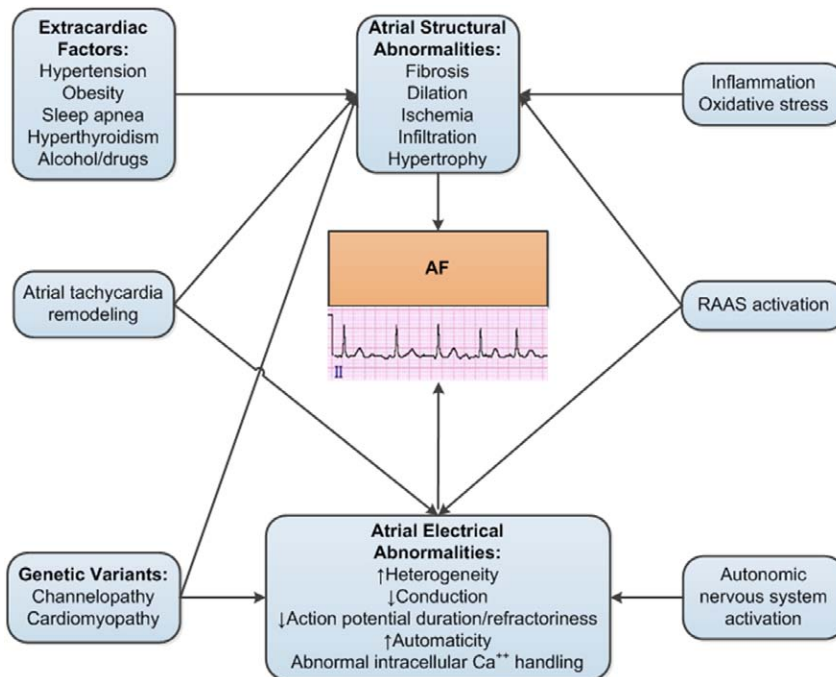 Extracardiac
Factors:
Hypertension
Obesity
Sleep apnea
Hyperthyroidism
Alcohol/drugs
Atrial Structural
Abnormalities:
Fibrosis
Dilation
Ischemia
Infiltration
Hypertrophy
Inflammation
Oxidative stress
Atrial tachycardia
remodeling
AF
II
RAAS activation
Genetic Variants:
Channelopathy
Cardiomyopathy
Atrial Electrical
Abnormalities:
↑Heterogeneity
↓Conduction
↓Action potential duration/refractoriness
↑Automaticity
Abnormal intracellular Ca⁺⁺ handling
Autonomic
nervous system
activation